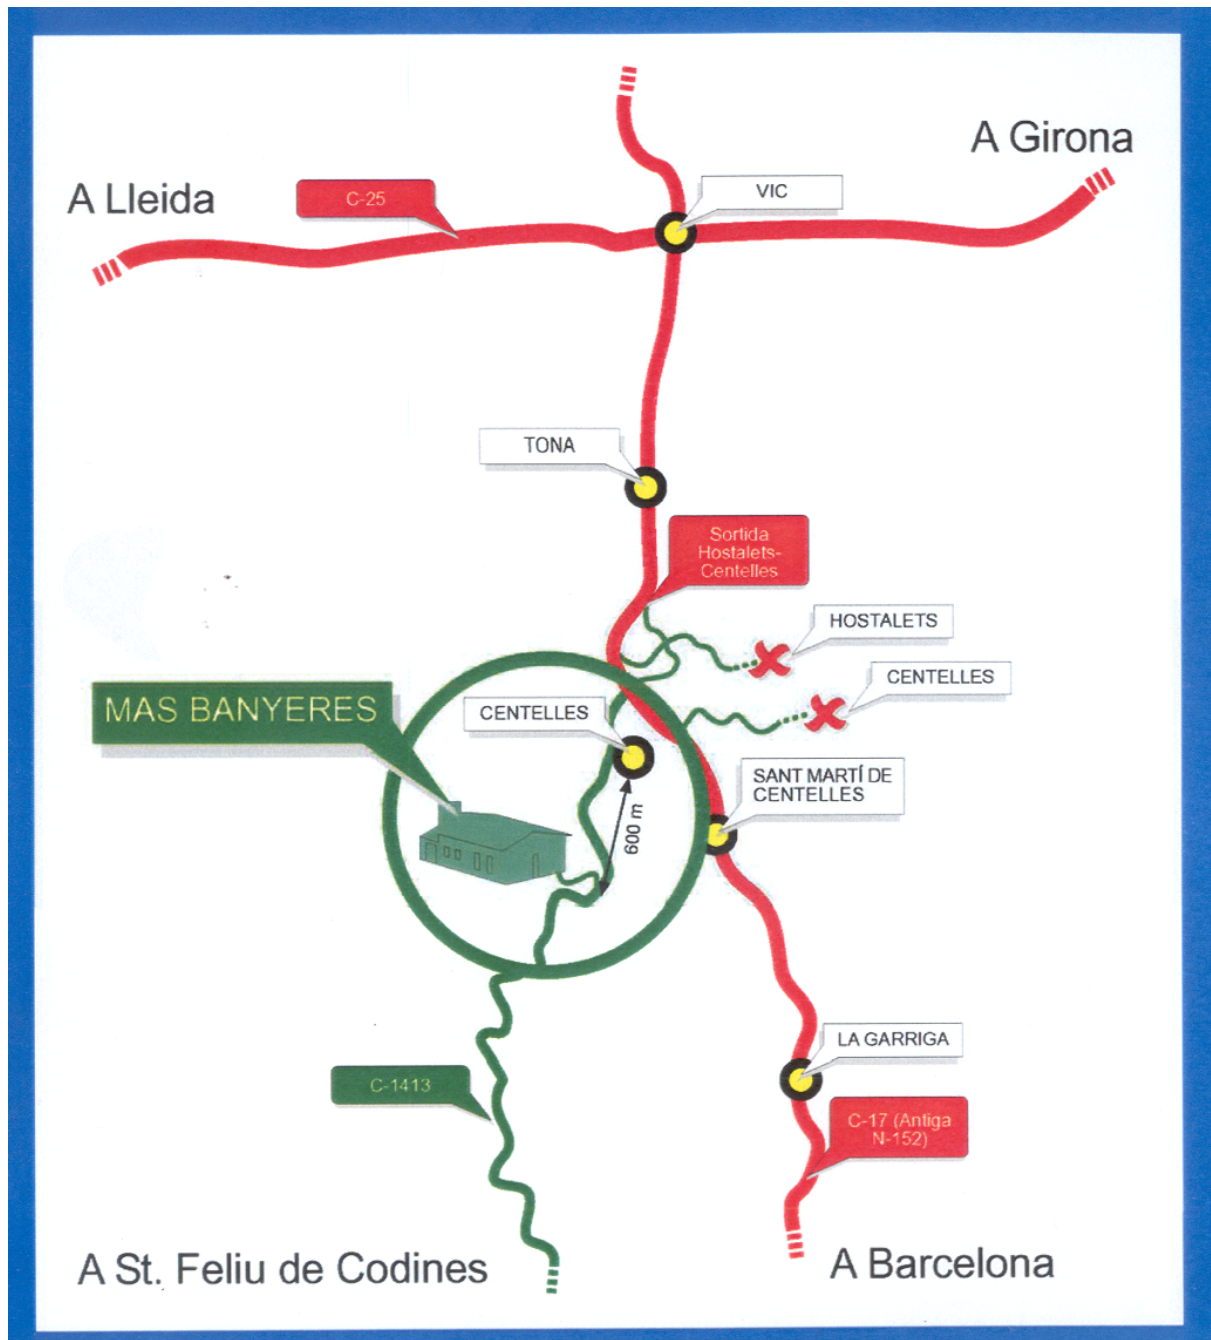 A Girona
A Lleida
C-25
VIC
TONA
Sortida
Hostalets-
Centelles
HOSTALETS
CENTELLES
MAS BANYERES
CENTELLES
SANT MARTÍ DE
CENTELLES
600 m
LA GARRIGA
C-1413
C-17 (Antiga
N-152)
A St. Feliu de Codines
A Barcelona